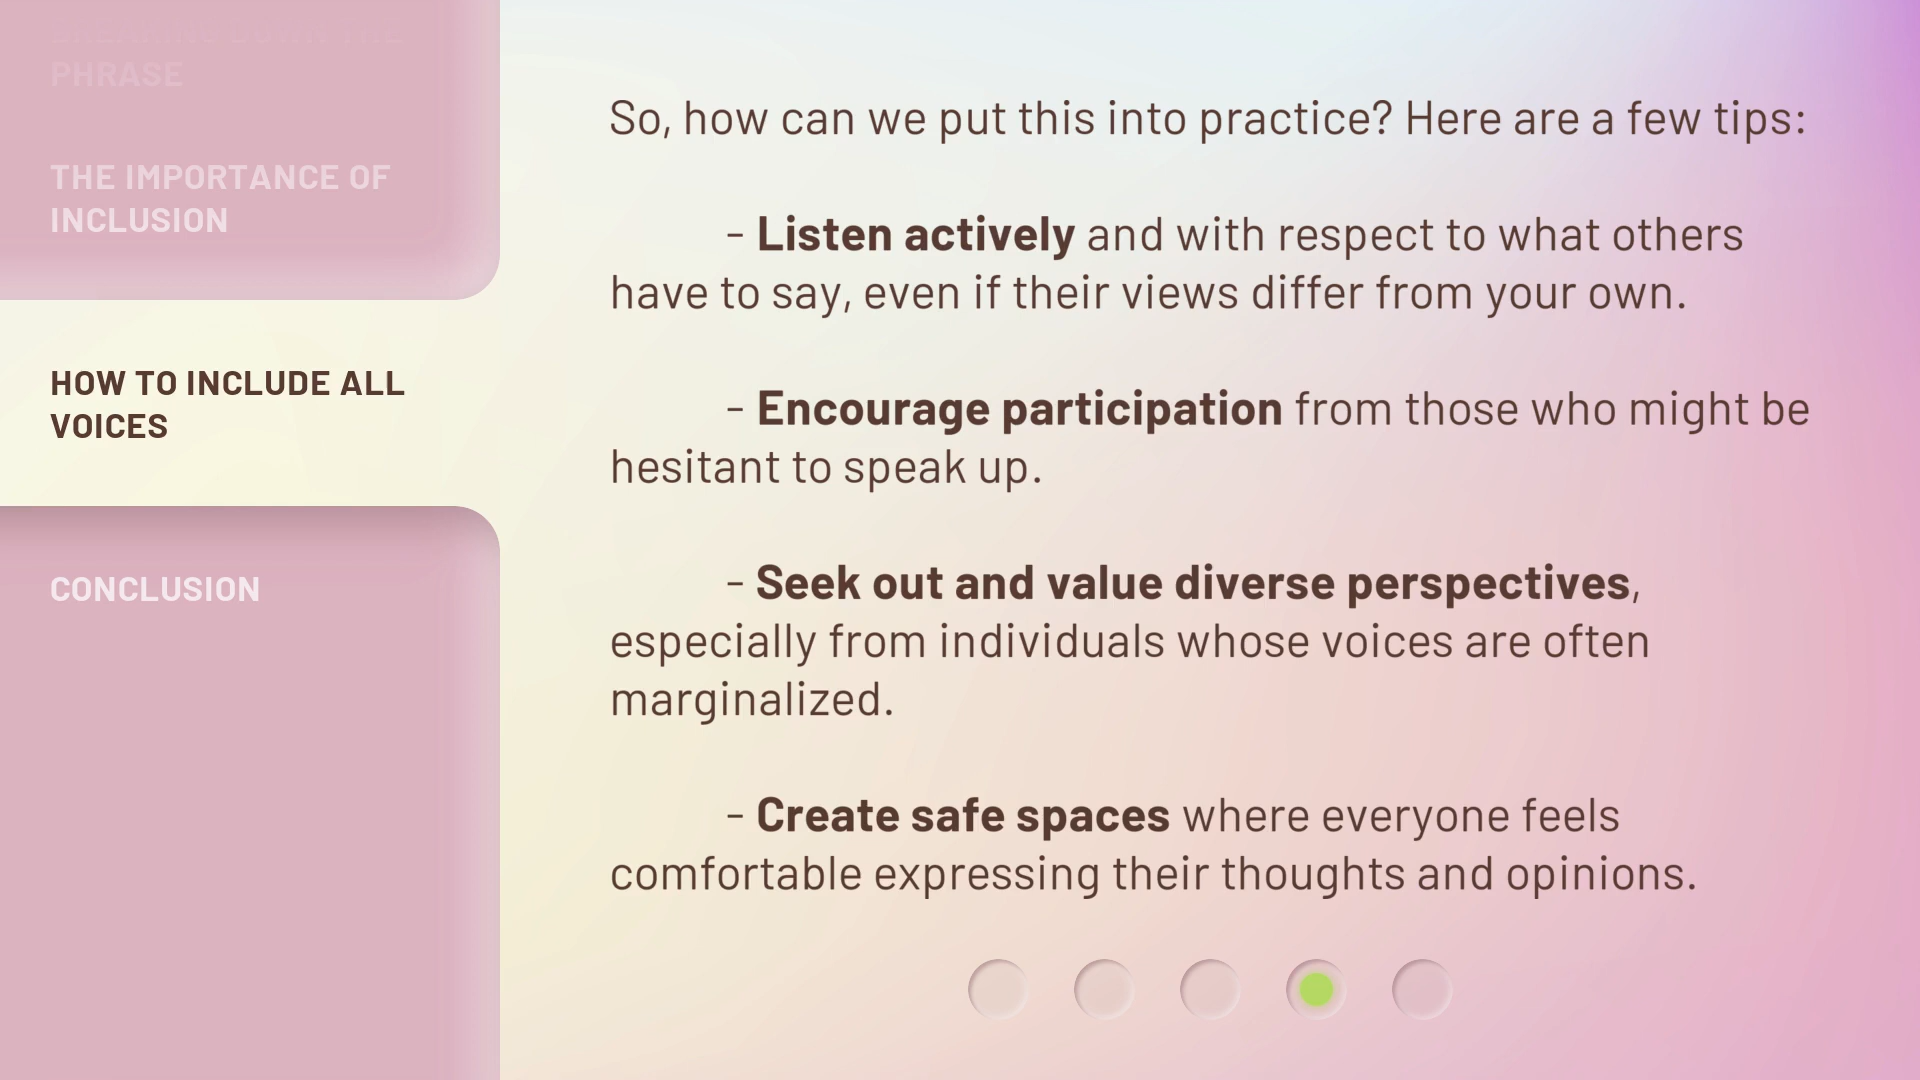 BREAKING DOWN THE
PHRASE
THE IMPORTANCE OF
INCLUSION
HOW TO INCLUDE ALL
VOICES
CONCLUSION
So, how can we put this into practice? Here are a few tips:
- Listen actively and with respect to what others
have to say, even if their views differ from your own.
- Encourage participation from those who might be
hesitant to speak up.
- Seek out and value diverse perspectives,
especially from individuals whose voices are often
marginalized.
- Create safe spaces where everyone feels
comfortable expressing their thoughts and opinions.